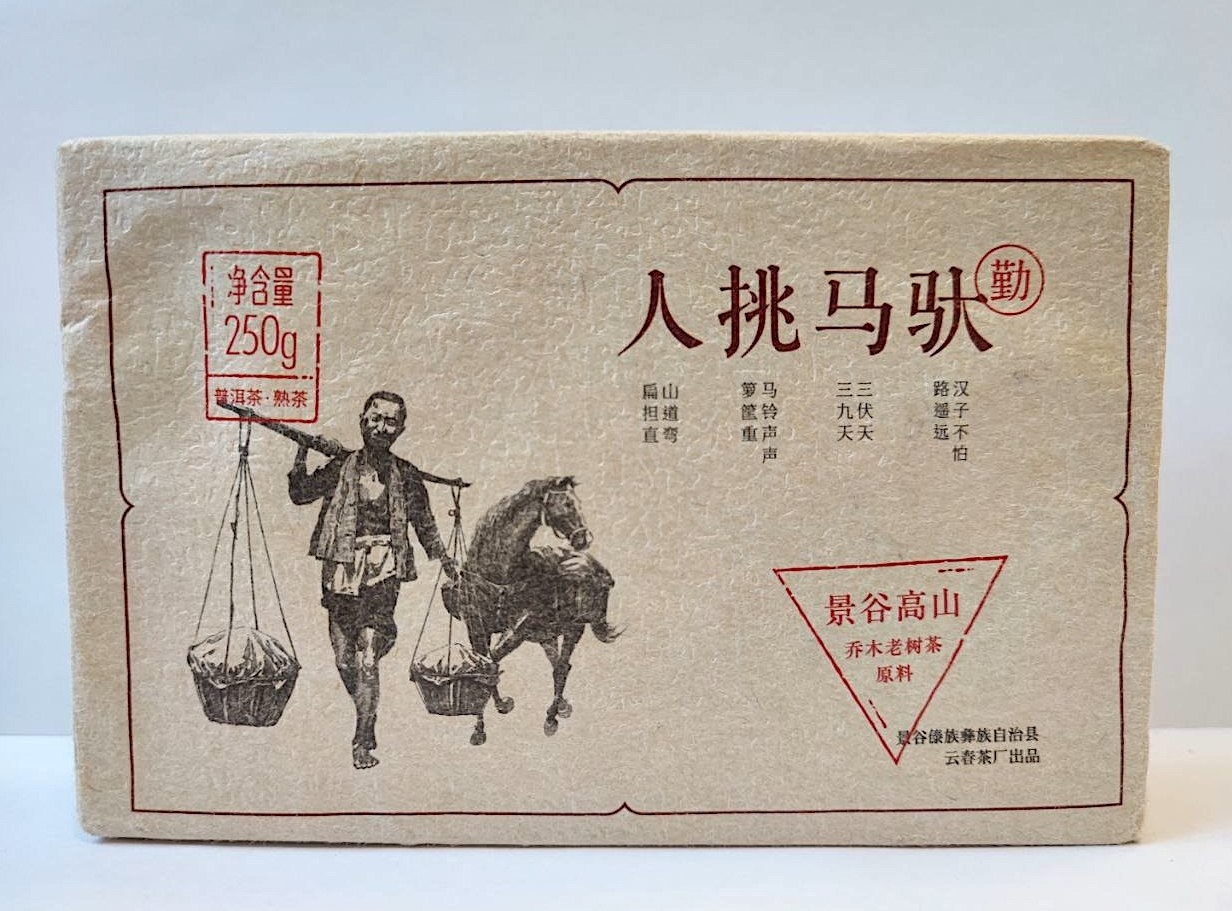 净含量
250g
普洱茶·熟茶
人挑马驮
勤
汉子不怕
路遥远
三伏天
三九天
马铃声声
箩筐重
山道弯
扁担直
景谷高山
乔木老树茶
原料
景谷傣族彝族自治县
云春茶厂出品